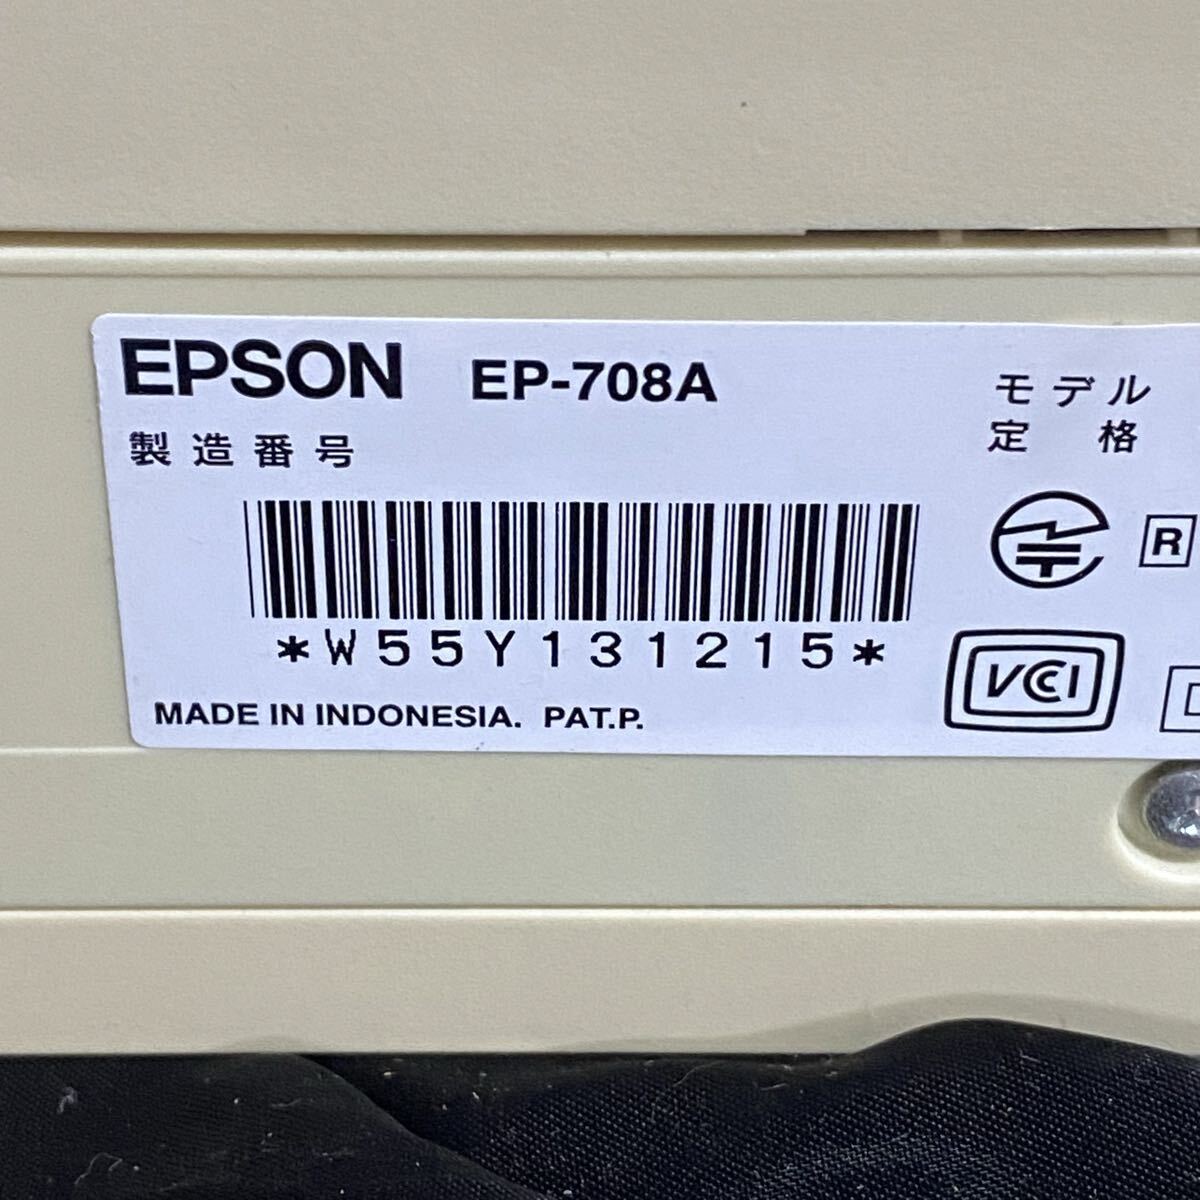 EPSON EP-708A
製造番号
*W55Y131215*
MADE IN INDONESIA. PAT.P.
モデル
定格
R
VCI